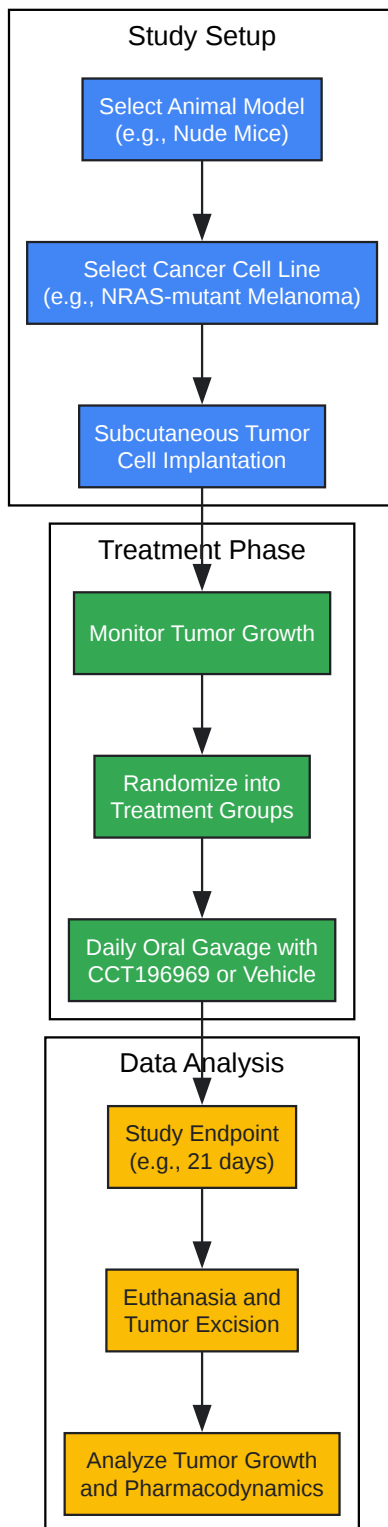 Study Setup
Select Animal Model
(e.g., Nude Mice)
Select Cancer Cell Line
(e.g., NRAS-mutant Melanoma)
Subcutaneous Tumor
Cell Implantation
Treatment Phase
Monitor Tumor Growth
Randomize into
Treatment Groups
Daily Oral Gavage with
CCT196969 or Vehicle
Data Analysis
Study Endpoint
(e.g., 21 days)
Euthanasia and
Tumor Excision
Analyze Tumor Growth
and Pharmacodynamics